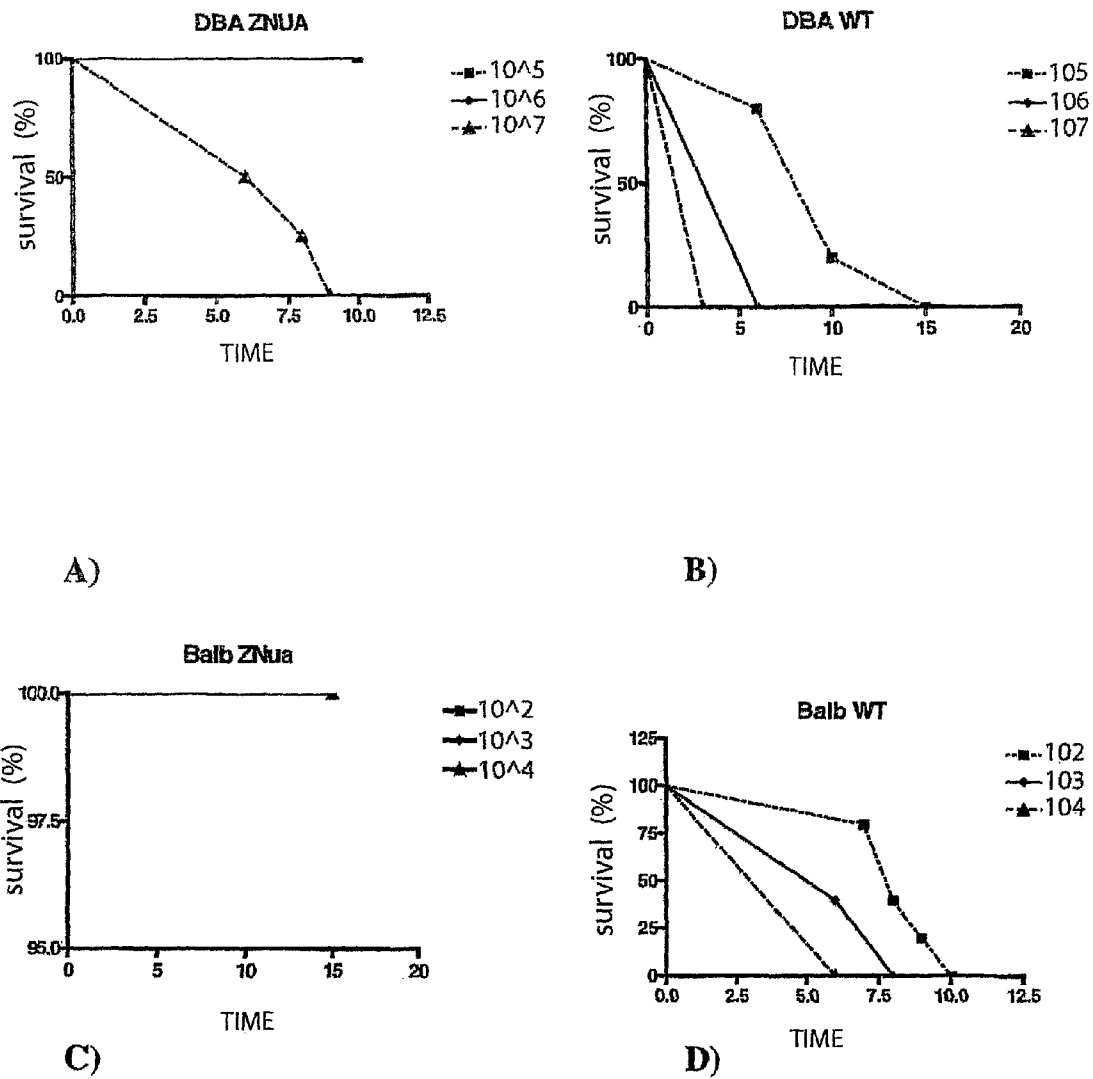 DBA ZNUA
100
50
0
survival (%)
0.0 2.5 5.0 7.5 10.0 12.5
TIME
10^5
10^6
10^7
A)
DBA WT
100
50
0
survival (%)
0 5 10 15 20
TIME
105
106
107
B)
Balb ZNua
100.0
97.5
95.0
survival (%)
0 5 10 15 20
TIME
10^2
10^3
10^4
C)
Balb WT
125
100
75
50
25
0
survival (%)
0.0 2.5 5.0 7.5 10.0 12.5
TIME
102
103
104
D)